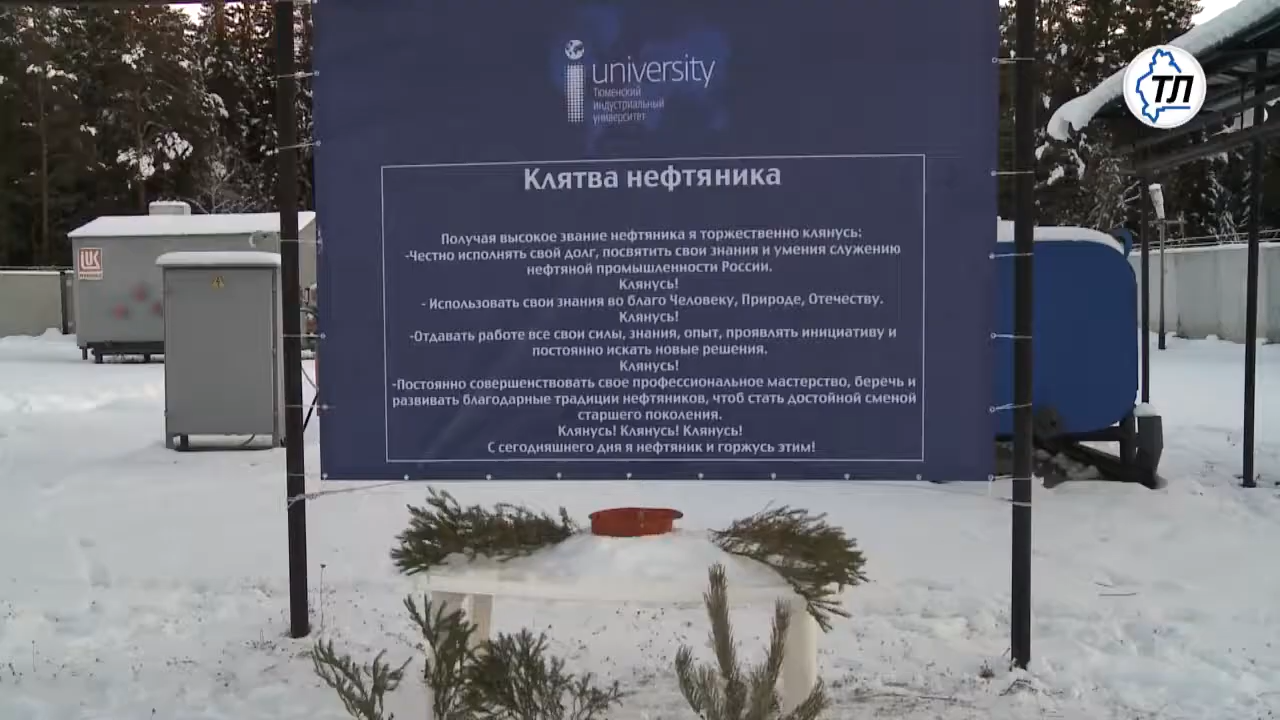 university
Тюменский
индустриальный
университет
ТЛ
Клятва нефтяника
Получая высокое звание нефтяника я торжественно клянусь:
-Честно исполнять свой долг, посвятить свои знания и умения служению
нефтяной промышленности России.
Клянусь!
- Использовать свои знания во благо Человеку, Природе, Отечеству.
Клянусь!
-Отдавать работе все свои силы, знания, опыт, проявлять инициативу и
постоянно искать новые решения.
Клянусь!
-Постоянно совершенствовать свое профессиональное мастерство, беречь и
развивать благодарные традиции нефтяников, чтоб стать достойной сменой
старшего поколения.
Клянусь! Клянусь! Клянусь!
С сегодняшнего дня я нефтяник и горжусь этим!